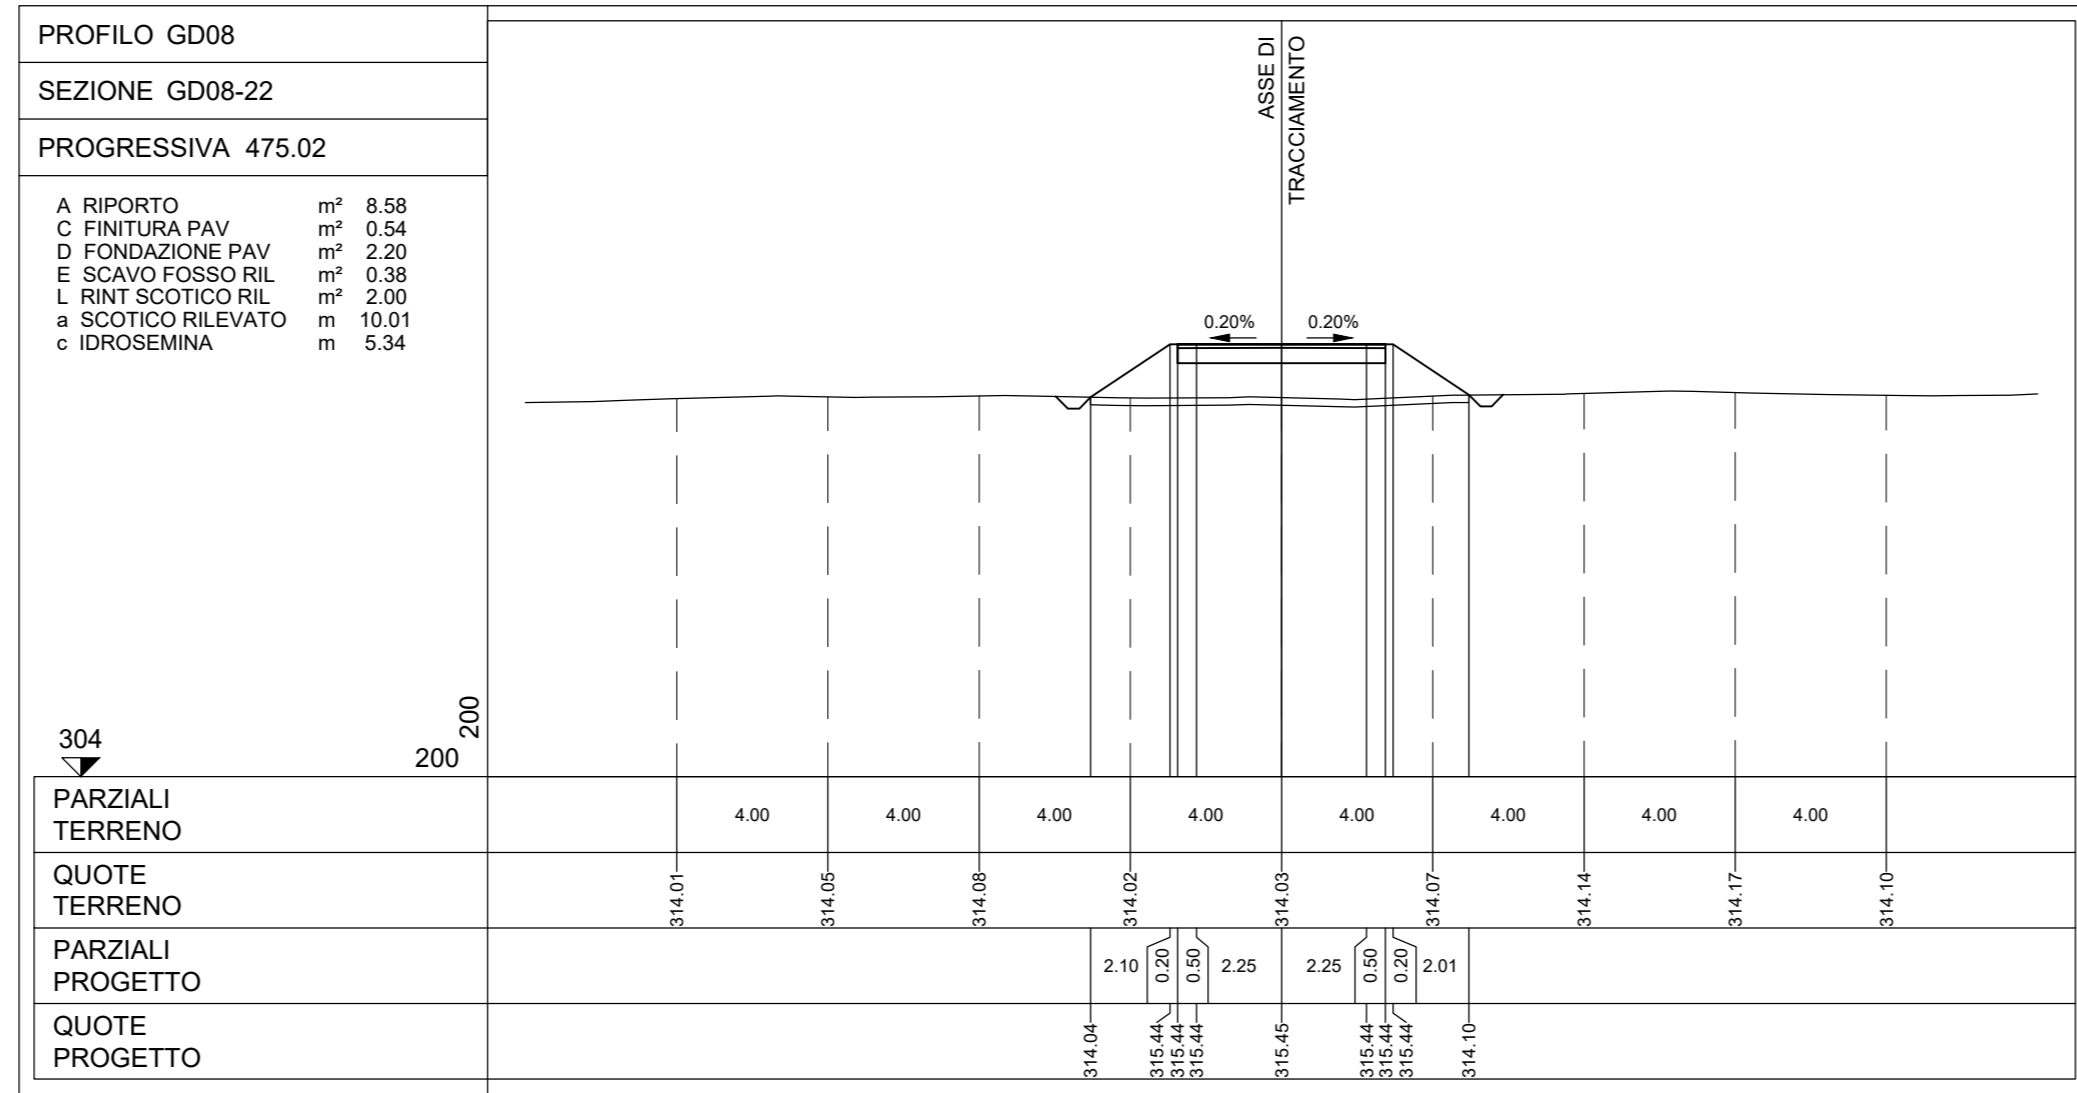 PROFILO GD08
SEZIONE GD08-22
PROGRESSIVA 475.02
A RIPORTO m² 8.58
C FINITURA PAV m² 0.54
D FONDAZIONE PAV m² 2.20
E SCAVO FOSSO RIL m² 0.38
L RINT SCOTICO RIL m² 2.00
a SCOTICO RILEVATO m 10.01
c IDROSEMINA m 5.34
ASSE DI
TRACCIAMENTO
0.20% 0.20%
304
200
200
PARZIALI
TERRENO
4.00 4.00 4.00 4.00 4.00 4.00 4.00 4.00
QUOTE
TERRENO
314.01 314.05 314.08 314.02 314.03 314.07 314.14 314.17 314.10
PARZIALI
PROGETTO
2.10 0.20 0.50 2.25 2.25 0.50 0.20 2.01
QUOTE
PROGETTO
314.04 315.44 315.44 315.44 315.45 315.44 315.44 315.44 314.10